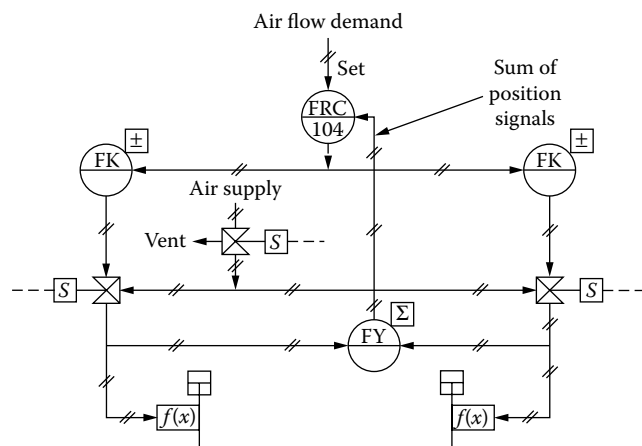 Air flow demand
Set
Sum of
position
signals
FRC
104
±
FK
±
FK
Air supply
Vent
S
S
S
Σ
FY
f(x)
f(x)